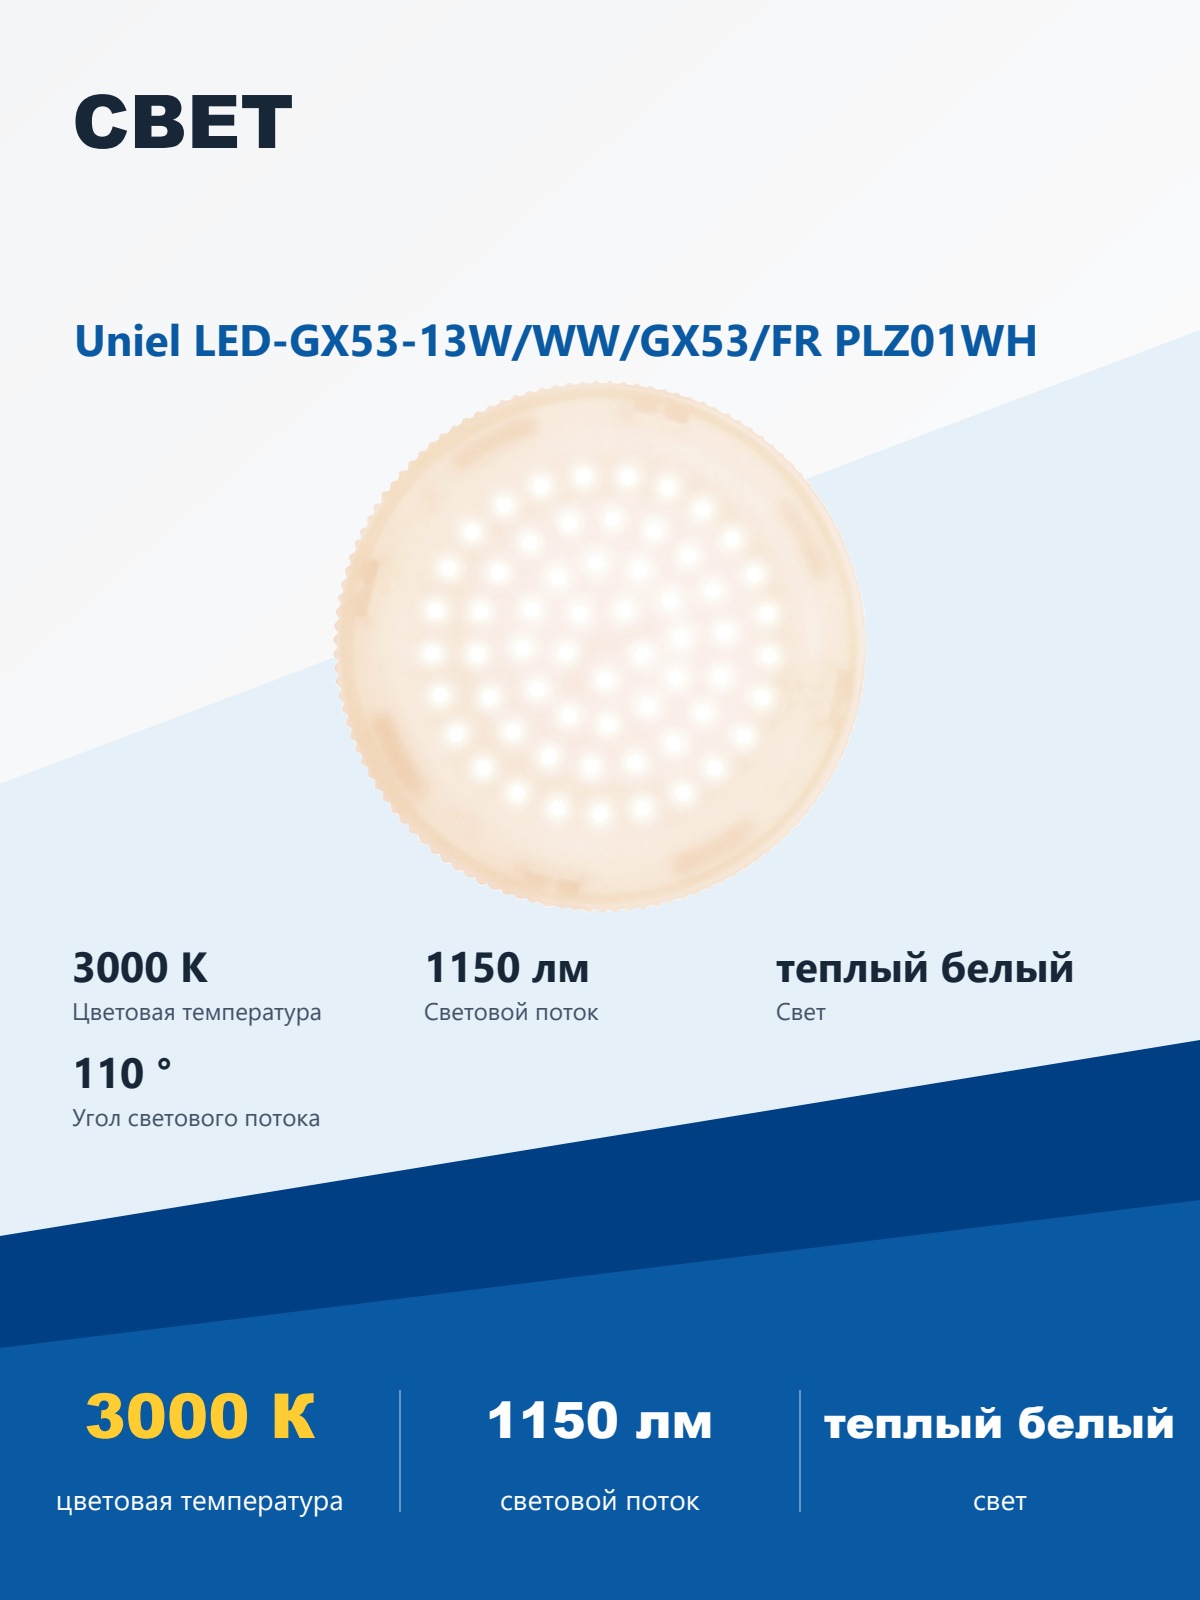 СВЕТ
Uniel LED-GX53-13W/WW/GX53/FR PLZ01WH
3000 К
1150 лм
теплый белый
Цветовая температура
Световой поток
Свет
110 °
Угол светового потока
3000 К
1150 лм
теплый белый
цветовая температура
световой поток
свет